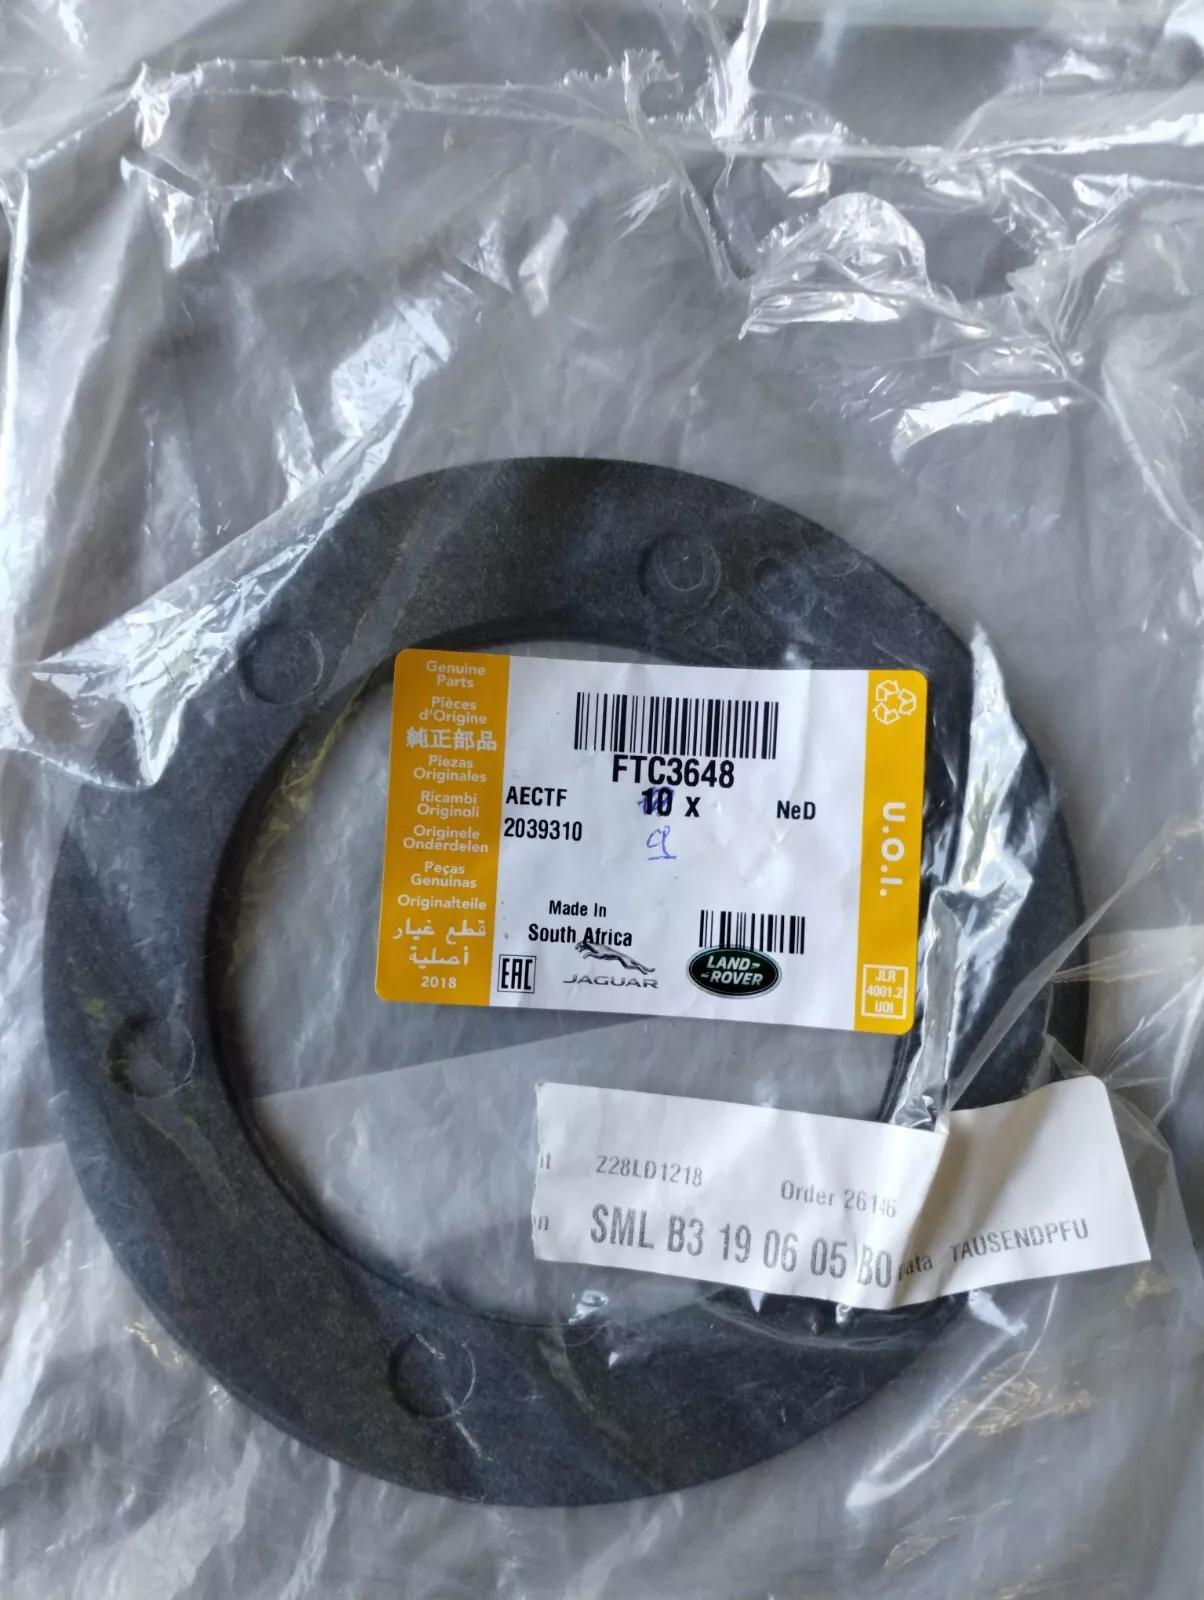 Genuine
Parts
Pièces
d'Origine
純正部品
Piezas
Originales
Ricambi
Originali
Originele
Onderdelen
Peças
Genuinas
Originalteile
قطع غيار
أصلية
2018
FTC3648
AECTF
10 x
NeD
2039310
9
Made In
South Africa
EAC
JAGUAR
LAND-
-ROVER
U.O.I.
JLR
4001.2
UOI
Z28LD1218
Order 26146
SML B3 19 06 05 B0
ata TAUSENDPFU